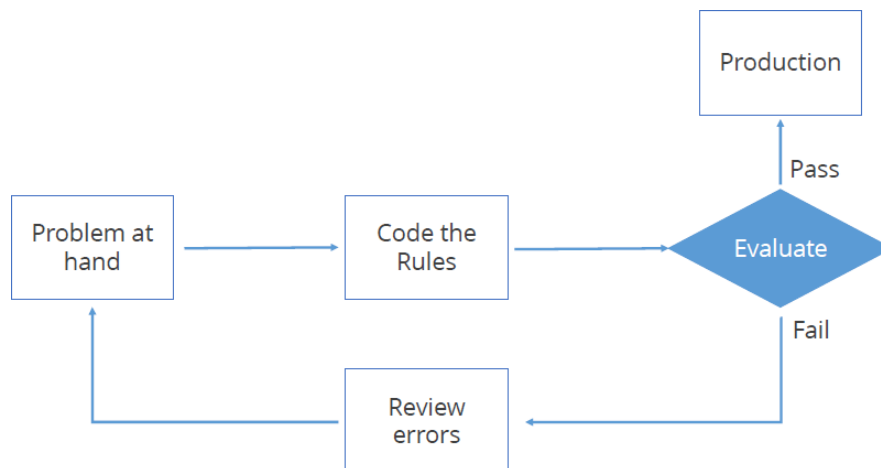 Production
Pass
Problem at
hand
Code the
Rules
Evaluate
Fail
Review
errors